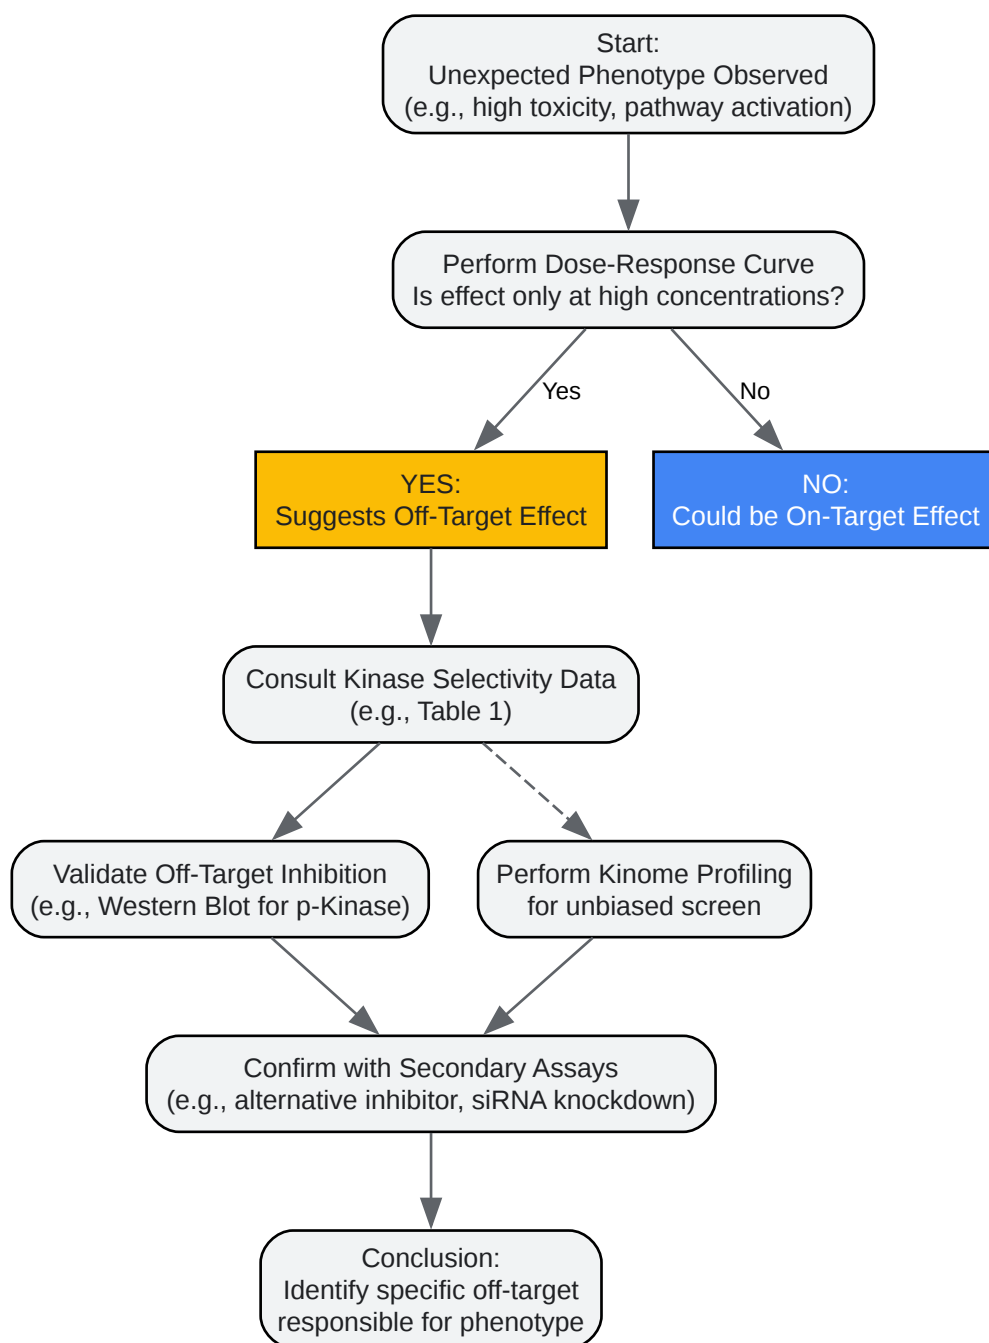 Start:
Unexpected Phenotype Observed
(e.g., high toxicity, pathway activation)
Perform Dose-Response Curve
Is effect only at high concentrations?
Yes
No
YES:
Suggests Off-Target Effect
NO:
Could be On-Target Effect
Consult Kinase Selectivity Data
(e.g., Table 1)
Validate Off-Target Inhibition
(e.g., Western Blot for p-Kinase)
Perform Kinome Profiling
for unbiased screen
Confirm with Secondary Assays
(e.g., alternative inhibitor, siRNA knockdown)
Conclusion:
Identify specific off-target
responsible for phenotype